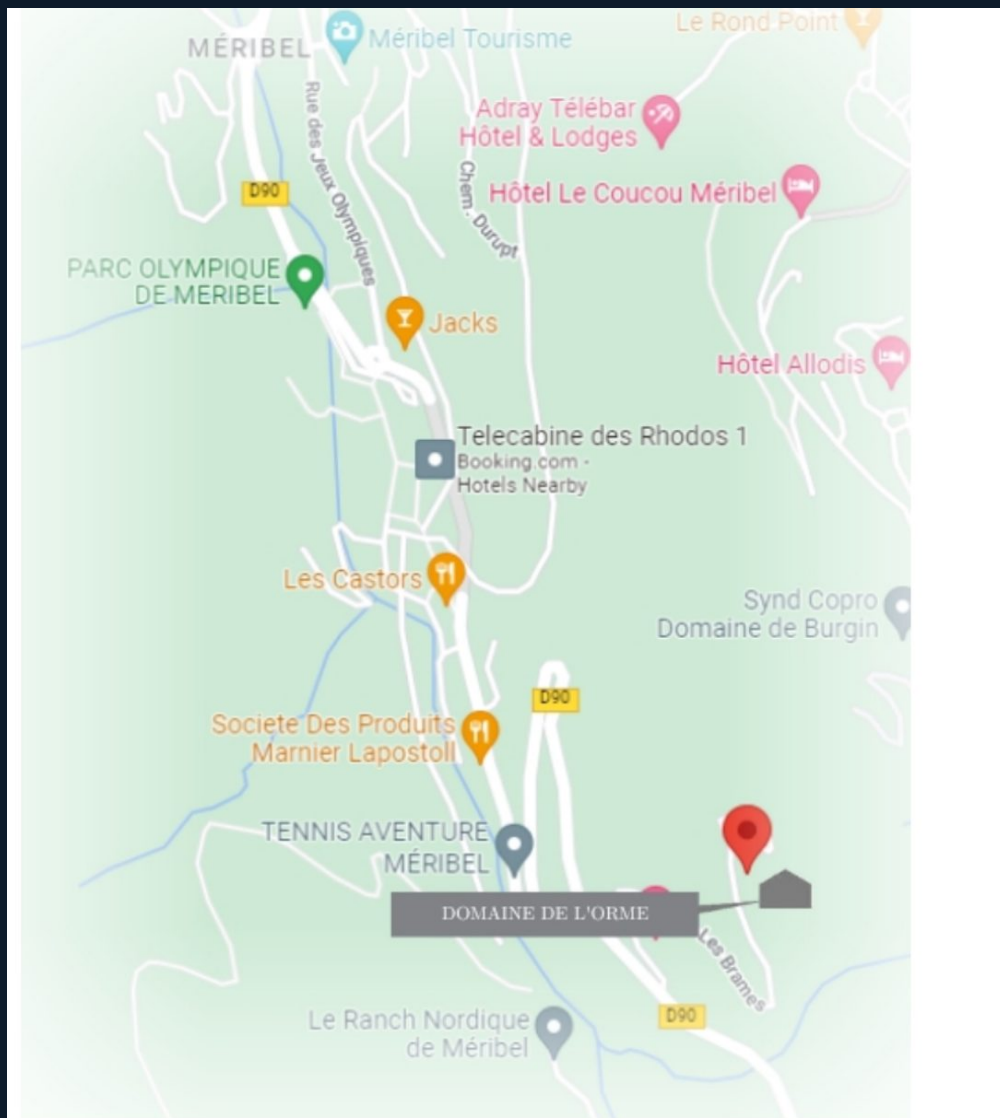 Le Rond Point
MÉRIBEL
Méribel Tourisme
Rue des Jeux Olympiques
Adray Télébar
Hôtel & Lodges
Chem. Durupt
Hôtel Le Coucou Méribel
D90
PARC OLYMPIQUE
DE MERIBEL
Jacks
Hôtel Allodis
Telecabine des Rhodos 1
Booking.com -
Hotels Nearby
Les Castors
Synd Copro
Domaine de Burgin
D90
Societe Des Produits
Marnier Lapostoll
TENNIS AVENTURE
MÉRIBEL
DOMAINE DE L'ORME
Les Brames
D90
Le Ranch Nordique
de Méribel